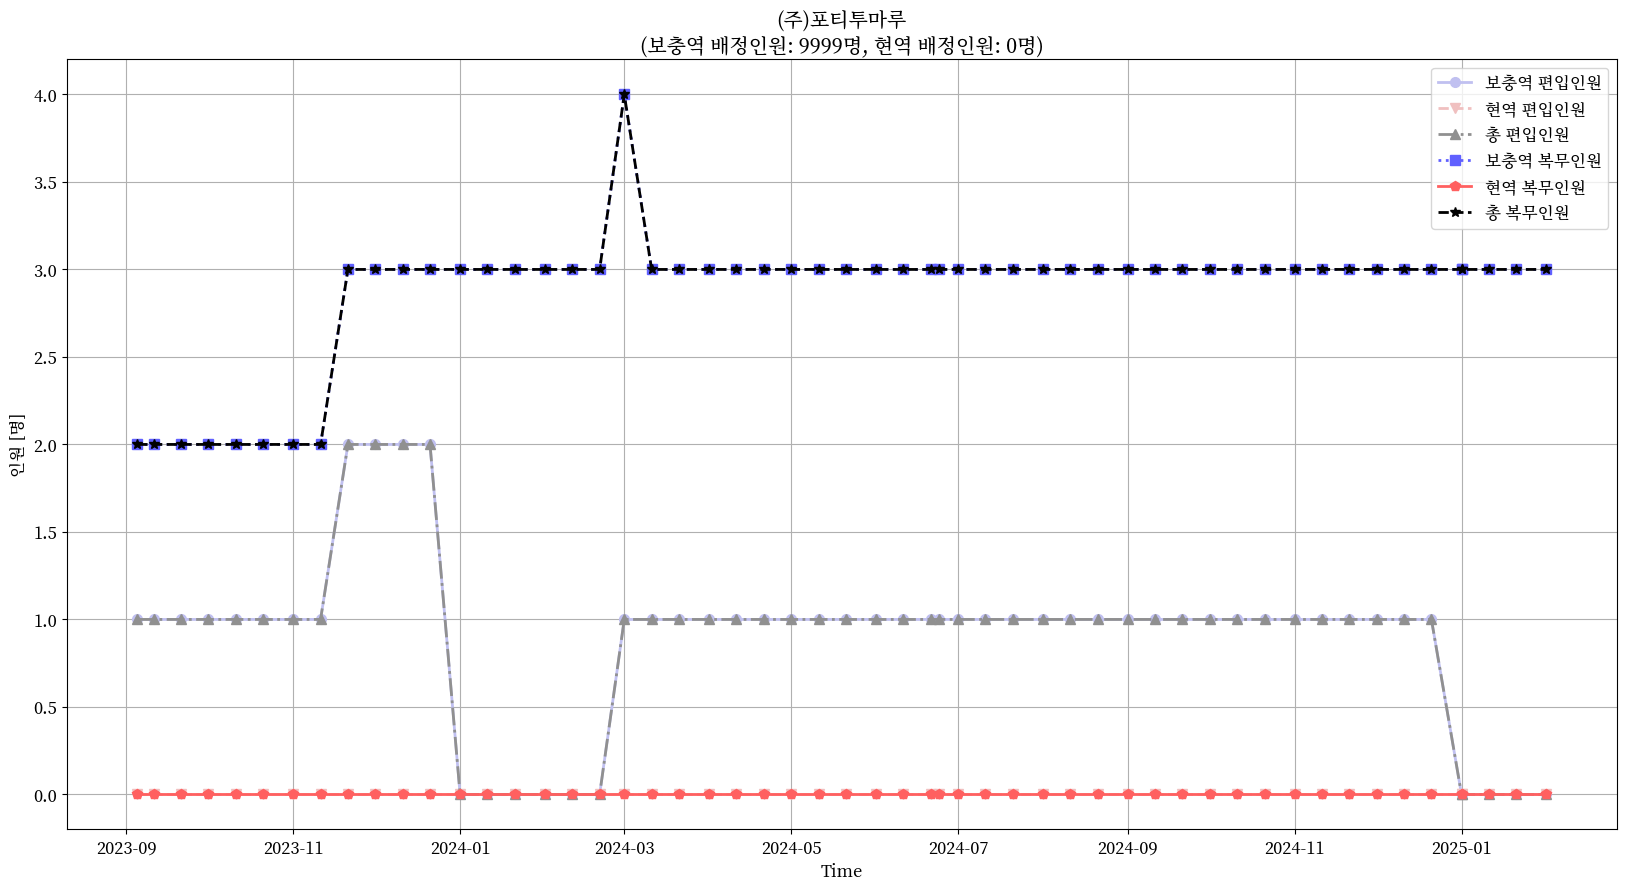 (주)포티투마루
(보충역 배정인원: 9999명, 현역 배정인원: 0명)
보충역 편입인원
현역 편입인원
총 편입인원
보충역 복무인원
현역 복무인원
총 복무인원
인원 [명]
4.0
3.5
3.0
2.5
2.0
1.5
1.0
0.5
0.0
2023-09
2023-11
2024-01
2024-03
2024-05
2024-07
2024-09
2024-11
2025-01
Time